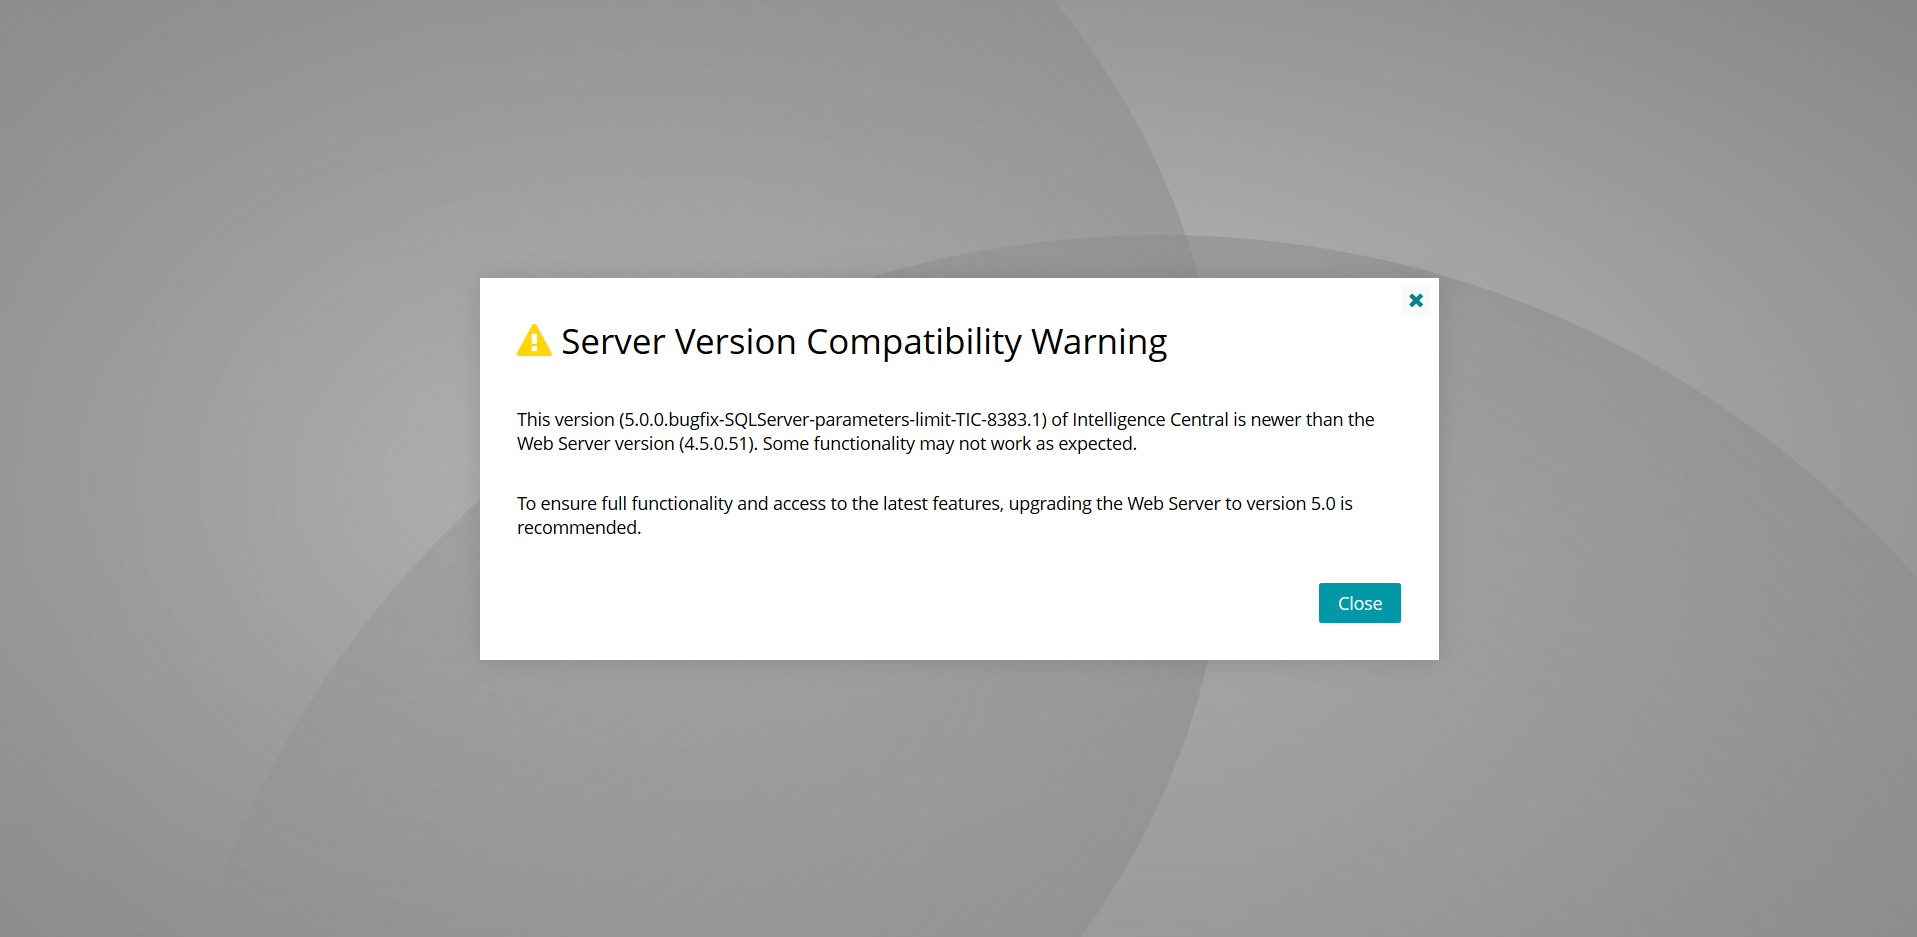 Server Version Compatibility Warning
This version (5.0.0.bugfix-SQLServer-parameters-limit-TIC-8383.1) of Intelligence Central is newer than the
Web Server version (4.5.0.51). Some functionality may not work as expected.
To ensure full functionality and access to the latest features, upgrading the Web Server to version 5.0 is
recommended.
Close